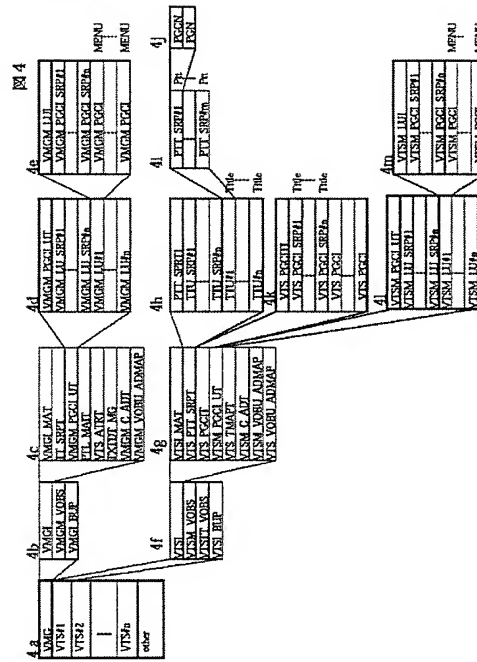 図 4
4a
VMG
VTS#1
VTS#2
VTS#n
other
4b
VMGI
VMGM_VOBS
VMGI_BUP
4c
VMGI_MAT
TT_SRPT
VMGM_PGCI_UT
PTL_MAIT
VTS_ATRT
TXTDT_MG
VMGM_C_ADT
VMGM_VOBU_ADMAP
4d
VMGM_PGCI_UT
VMGM_LU_SRP#1
VMGM_LU_SRP#n
VMGM_LU#1
VMGM_LU#n
4e
VMGM_LUI
VMGM_PGCI_SRP#1
VMGM_PGCI_SRP#n
VMGM_PGCI
VMGM_PGCI
MENU
MENU
4f
VTSI
VTSM_VOBS
VTSTT_VOBS
VTSI_BUP
4g
VTSI_MAT
VTS_PTT_SRPT
VTS_PGCIT
VTSM_PGCI_UT
VTS_TMAPT
VTSM_C_ADT
VTSM_VOBU_ADMAP
VTS_VOBU_ADMAP
4h
TTU_SRP#1
TTU_SRP#n
TTU#1
TTU#n
Title
Title
4i
PTT_SRP#1
PTT_SRP#m
Ptt
Ptt
4j
PGCN
PGN
4k
VTS_PGCI_SRP#1
VTS_PGCI_SRP#n
VTS_PGCI
VTS_PGCI
Title
Title
4l
VTSM_PGCI_UT
VTSM_LU_SRP#1
VTSM_LU_SRP#n
VTSM_LU#1
VTSM_LU#n
4m
VTSM_LUI
VTSM_PGCI_SRP#1
VTSM_PGCI_SRP#n
VTSM_PGCI
MENU